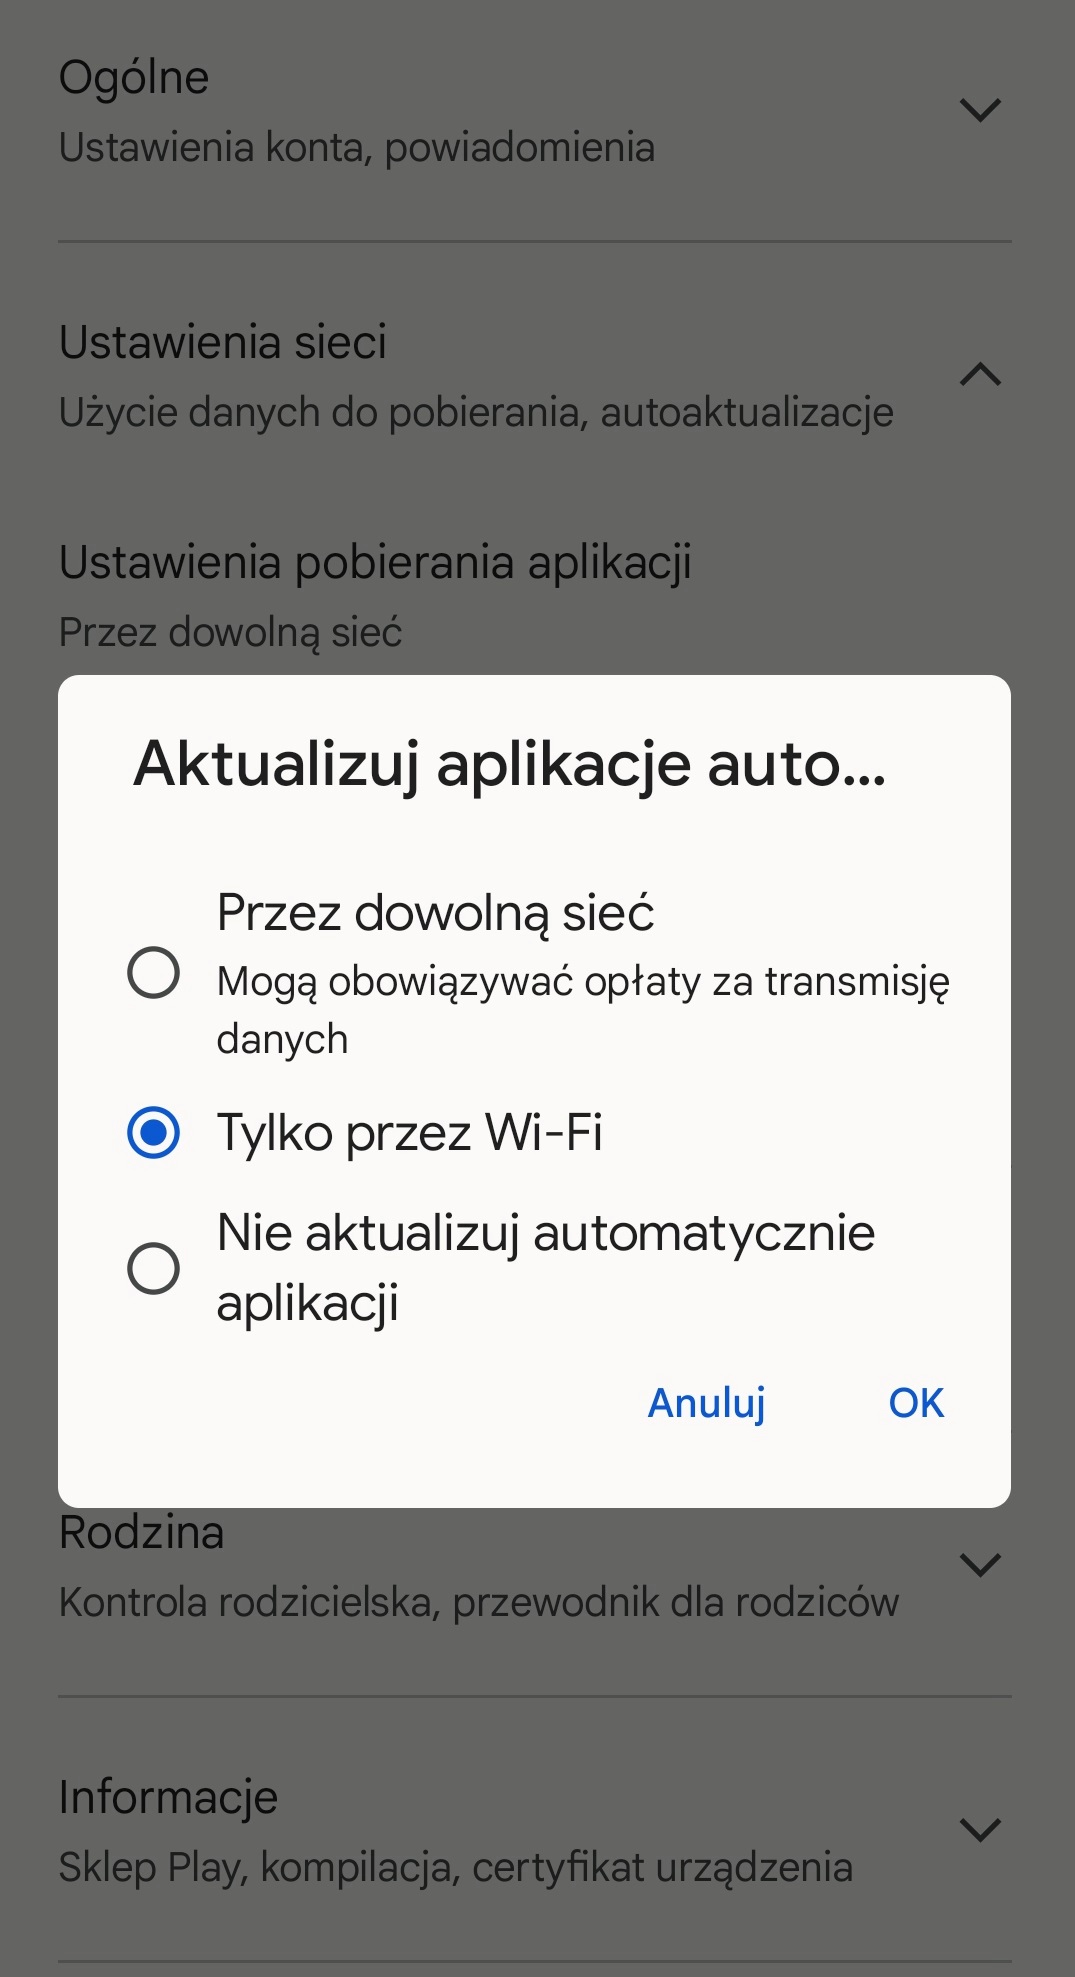 Ogólne
Ustawienia konta, powiadomienia
Ustawienia sieci
Użycie danych do pobierania, autoaktualizacje
Ustawienia pobierania aplikacji
Przez dowolną sieć
Aktualizuj aplikacje auto...
Przez dowolną sieć
Mogą obowiązywać opłaty za transmisję
danych
Tylko przez Wi-Fi
Nie aktualizuj automatycznie
aplikacji
Anuluj OK
Rodzina
Kontrola rodzicielska, przewodnik dla rodziców
Informacje
Sklep Play, kompilacja, certyfikat urządzenia